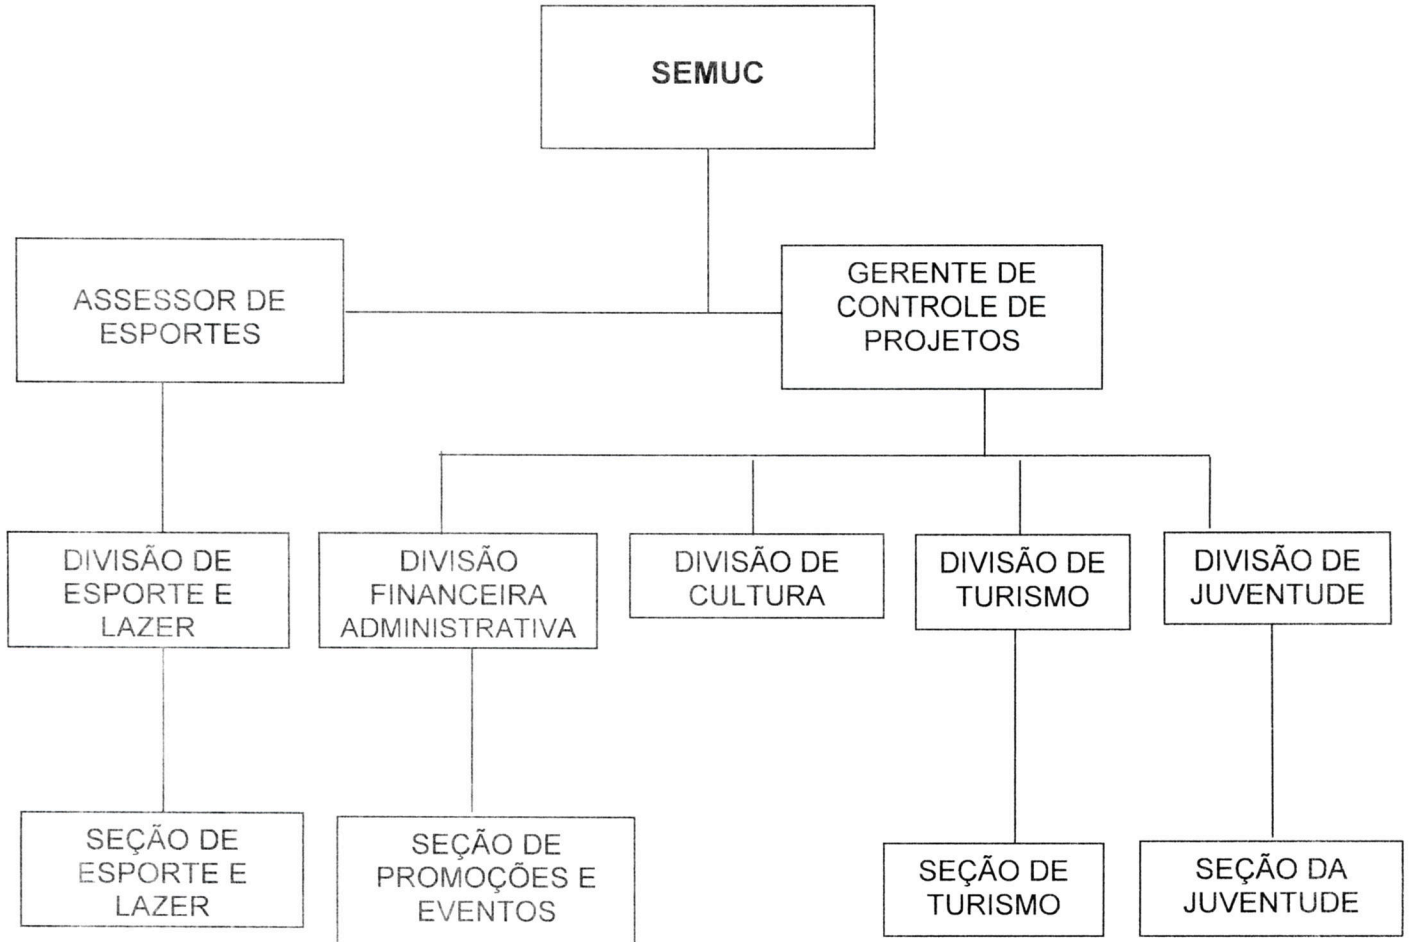 SEMUC
ASSESSOR DE
ESPORTES
GERENTE DE
CONTROLE DE
PROJETOS
DIVISÃO DE
ESPORTE E
LAZER
DIVISÃO
FINANCEIRA
ADMINISTRATIVA
DIVISÃO DE
CULTURA
DIVISÃO DE
TURISMO
DIVISÃO DE
JUVENTUDE
SEÇÃO DE
ESPORTE E
LAZER
SEÇÃO DE
PROMOÇÕES E
EVENTOS
SEÇÃO DE
TURISMO
SEÇÃO DA
JUVENTUDE